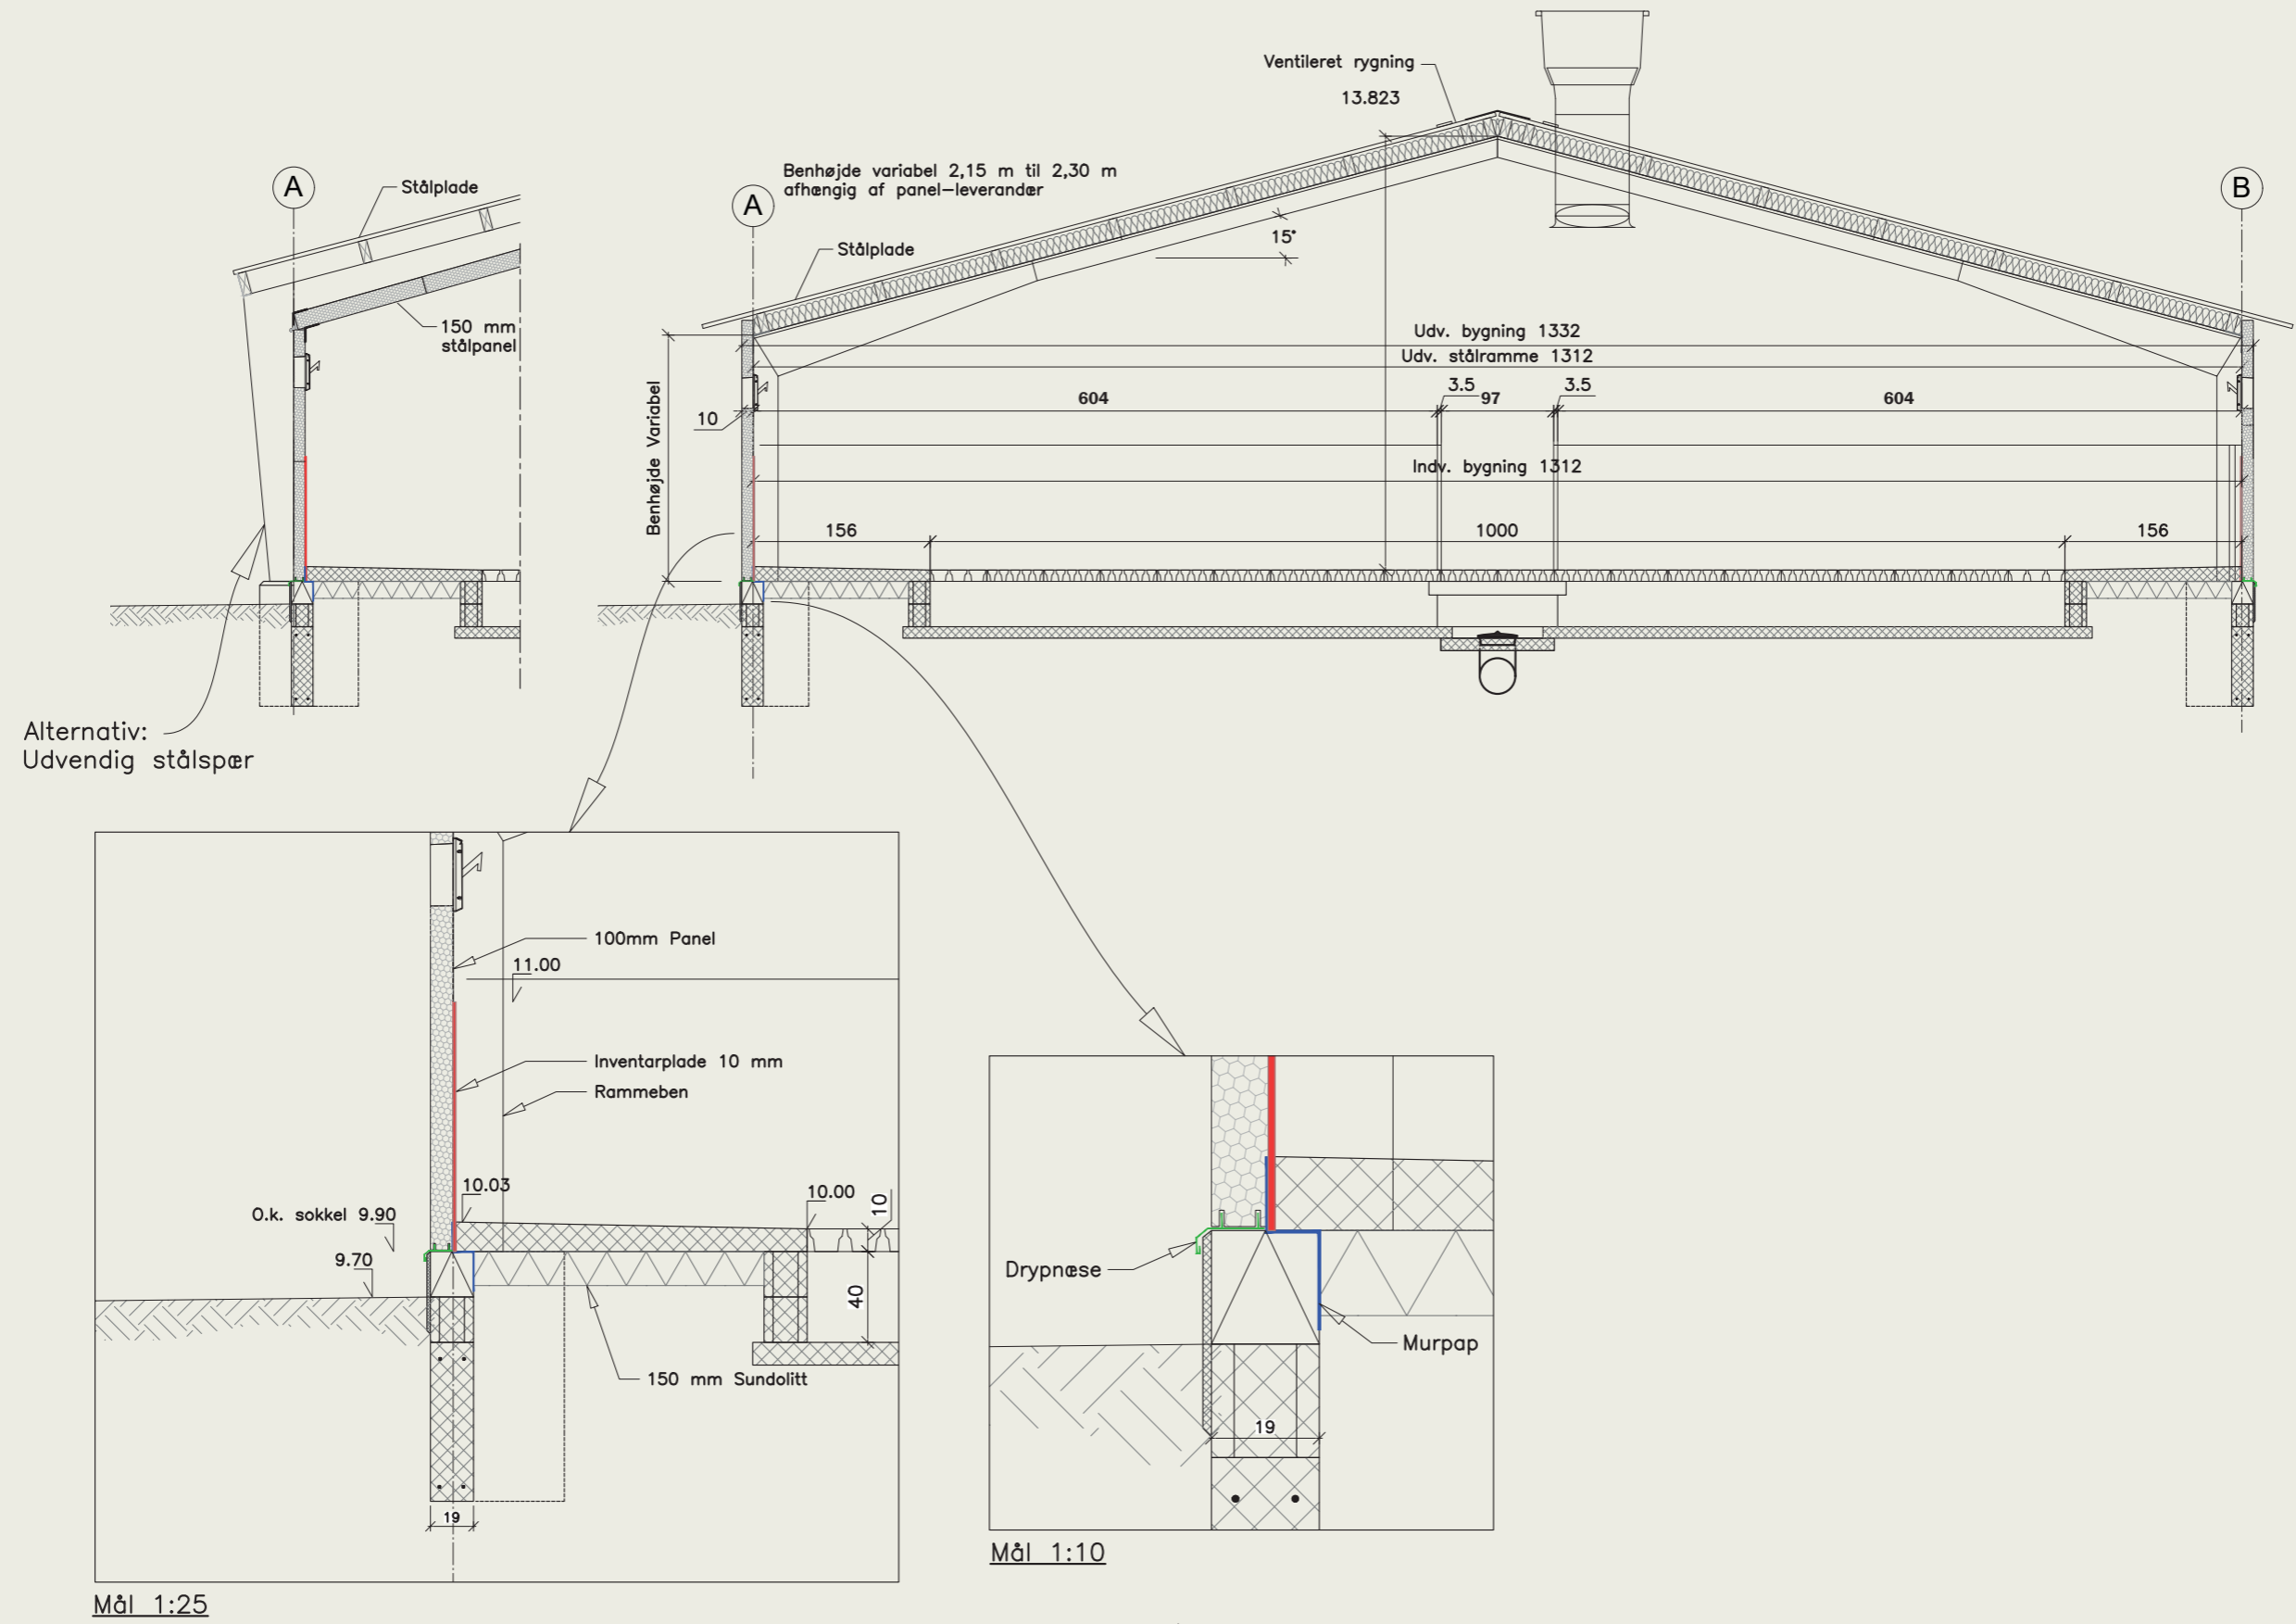 Ventileret rygning
13.823
A
Stålplade
150 mm
stålpanel
A
Benhøjde variabel 2,15 m til 2,30 m
afhængig af panel-leverandør
Stålplade
15°
B
Udv. bygning 1332
Udv. stålramme 1312
604
3.5
97
3.5
604
10
Benhøjde Variabel
Indv. bygning 1312
156
1000
156
Alternativ:
Udvendig stålspær
100mm Panel
11.00
Inventarplade 10 mm
Rammeben
10.03
10.00
10
O.k. sokkel 9.90
9.70
40
150 mm Sundolitt
19
Mål 1:25
Drypnæse
Murpap
19
Mål 1:10